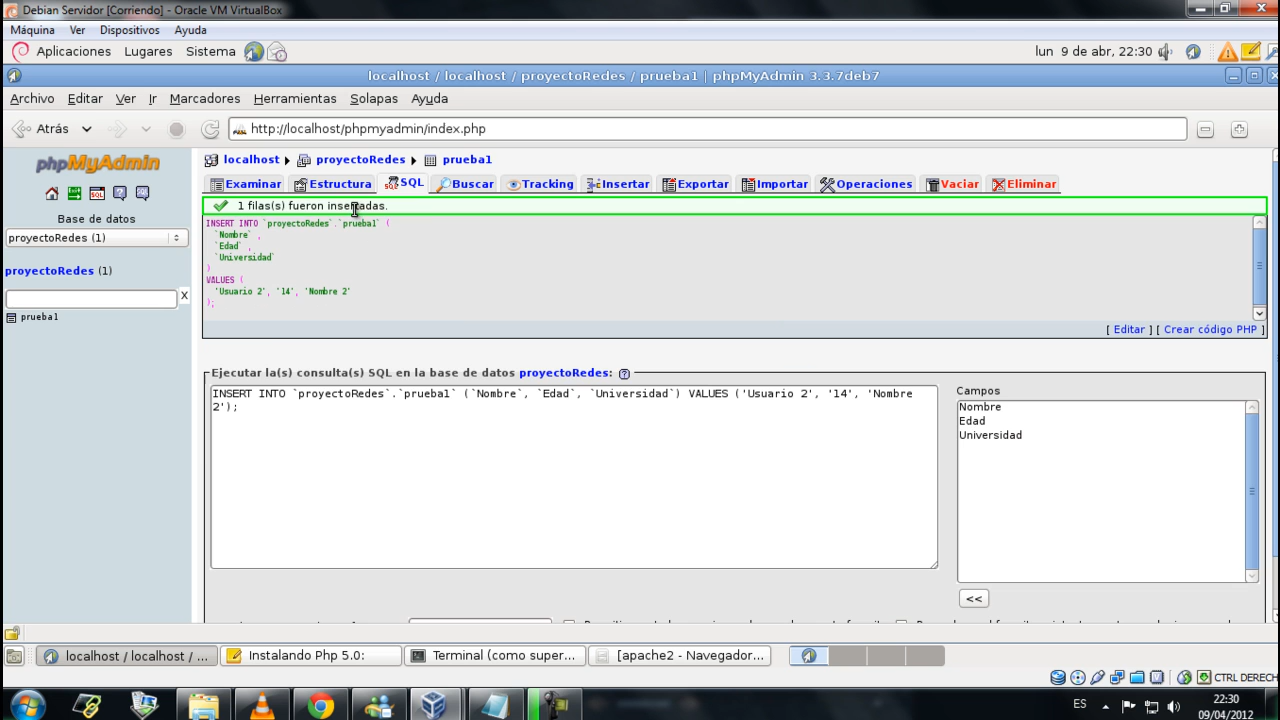 Debian Servidor [Corriendo] - Oracle VM VirtualBox
Máquina Ver Dispositivos Ayuda
Aplicaciones Lugares Sistema lun 9 de abr, 22:30
localhost / localhost / proyectoRedes / prueba1 | phpMyAdmin 3.3.7deb7
Archivo Editar Ver Ir Marcadores Herramientas Solapas Ayuda
Atrás http://localhost/phpmyadmin/index.php
phpMyAdmin
localhost proyectoRedes prueba1
Examinar Estructura SQL Buscar Tracking Insertar Exportar Importar Operaciones Vaciar Eliminar
Base de datos
proyectoRedes (1)
proyectoRedes (1)
X
prueba1
1 filas(s) fueron insertadas.
INSERT INTO `proyectoRedes`.`prueba1` (
`Nombre` ,
`Edad` ,
`Universidad`
)
VALUES (
'Usuario 2', '14', 'Nombre 2'
);
[ Editar ] [ Crear código PHP ]
Ejecutar la(s) consulta(s) SQL en la base de datos proyectoRedes:
INSERT INTO `proyectoRedes`.`prueba1` (`Nombre`, `Edad`, `Universidad`) VALUES ('Usuario 2', '14', 'Nombre
2');
Campos
Nombre
Edad
Universidad
<<
localhost / localhost / ... Instalando Php 5.0: Terminal (como super... [apache2 - Navegador...
CTRL DERECH
ES
22:30
09/04/2012